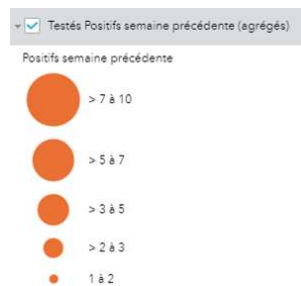 Testés Positifs semaine précédente (agrégés)
Positifs semaine précédente
> 7 à 10
> 5 à 7
> 3 à 5
> 2 à 3
1 à 2